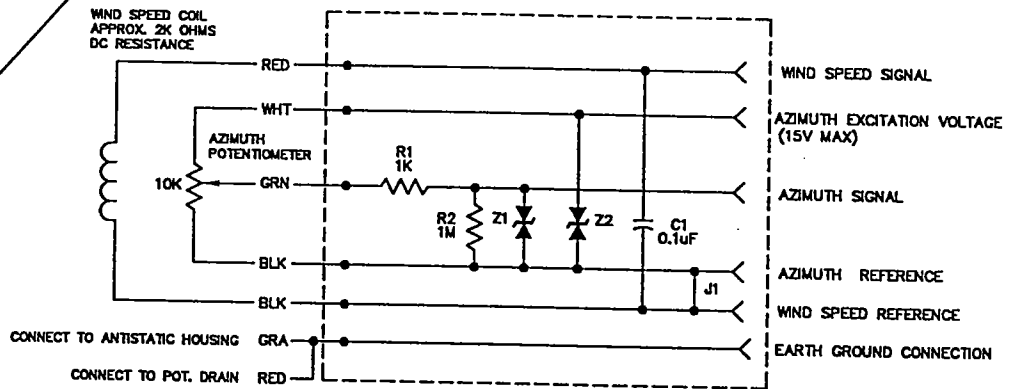 WIND SPEED COIL
APPROX. 2K OHMS
DC RESISTANCE
RED
WIND SPEED SIGNAL
WHT
AZIMUTH EXCITATION VOLTAGE
(15V MAX)
AZIMUTH
POTENTIOMETER
10K
GRN
R1
1K
AZIMUTH SIGNAL
R2
1M
Z1
Z2
C1
0.1uF
BLK
AZIMUTH REFERENCE
J1
BLK
WIND SPEED REFERENCE
CONNECT TO ANTISTATIC HOUSING GRA
EARTH GROUND CONNECTION
CONNECT TO POT. DRAIN RED